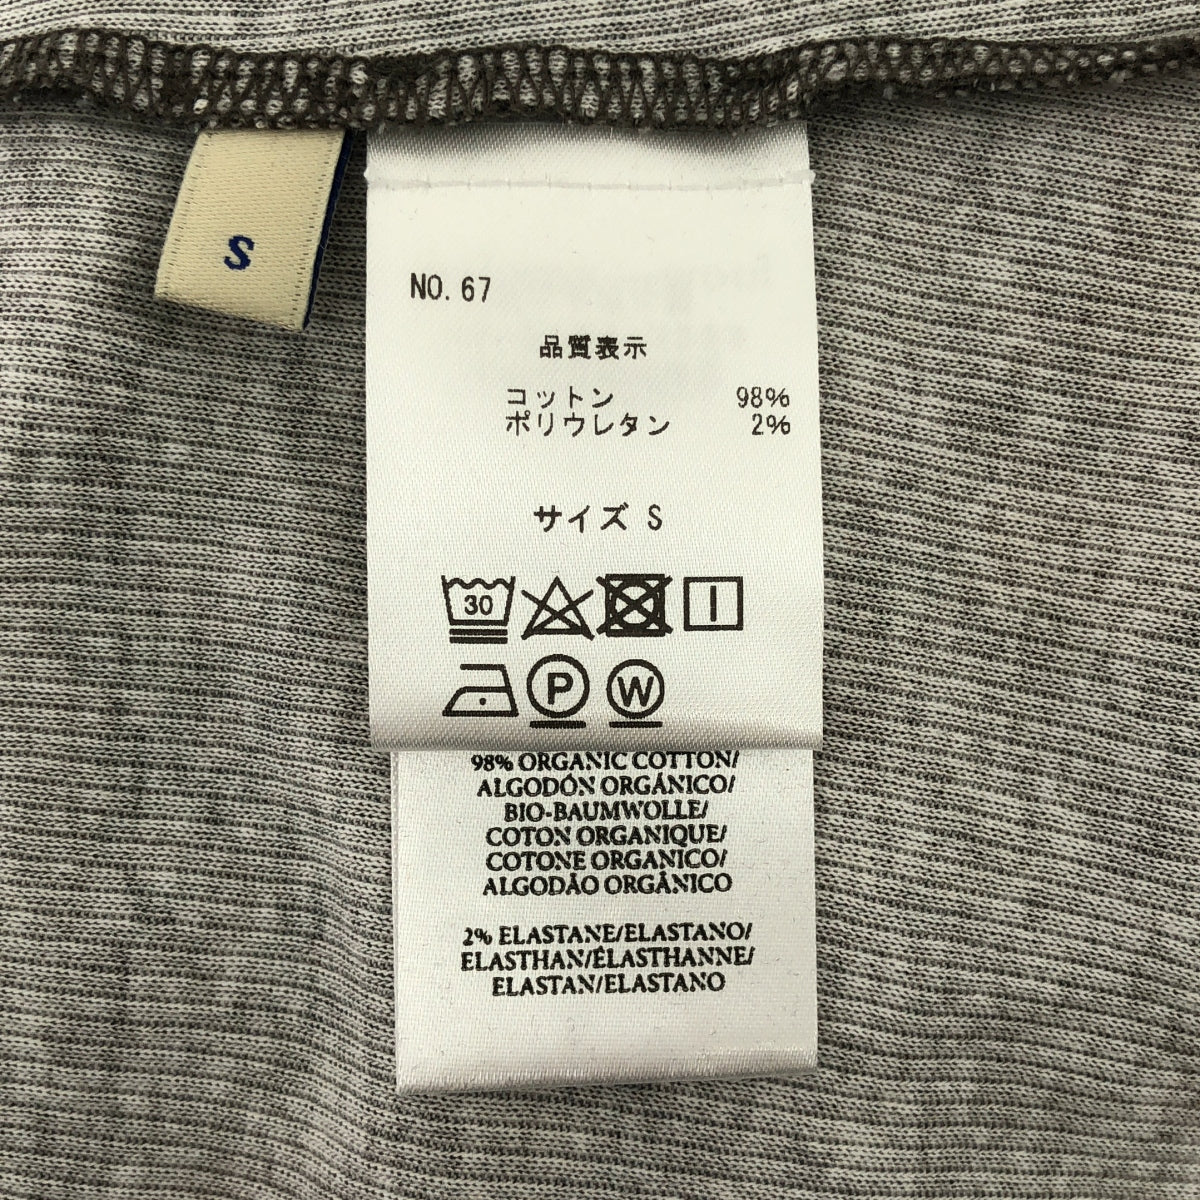 S
NO. 67
品質表示
コットン 98%
ポリウレタン 2%
サイズ S
30
P W
98% ORGANIC COTTON/
ALGODÓN ORGÁNICO/
BIO-BAUMWOLLE/
COTON ORGANIQUE/
COTONE ORGANICO/
ALGODÃO ORGÂNICO
2% ELASTANE/ELASTANO/
ELASTHAN/ÉLASTHANNE/
ELASTAN/ELASTANO